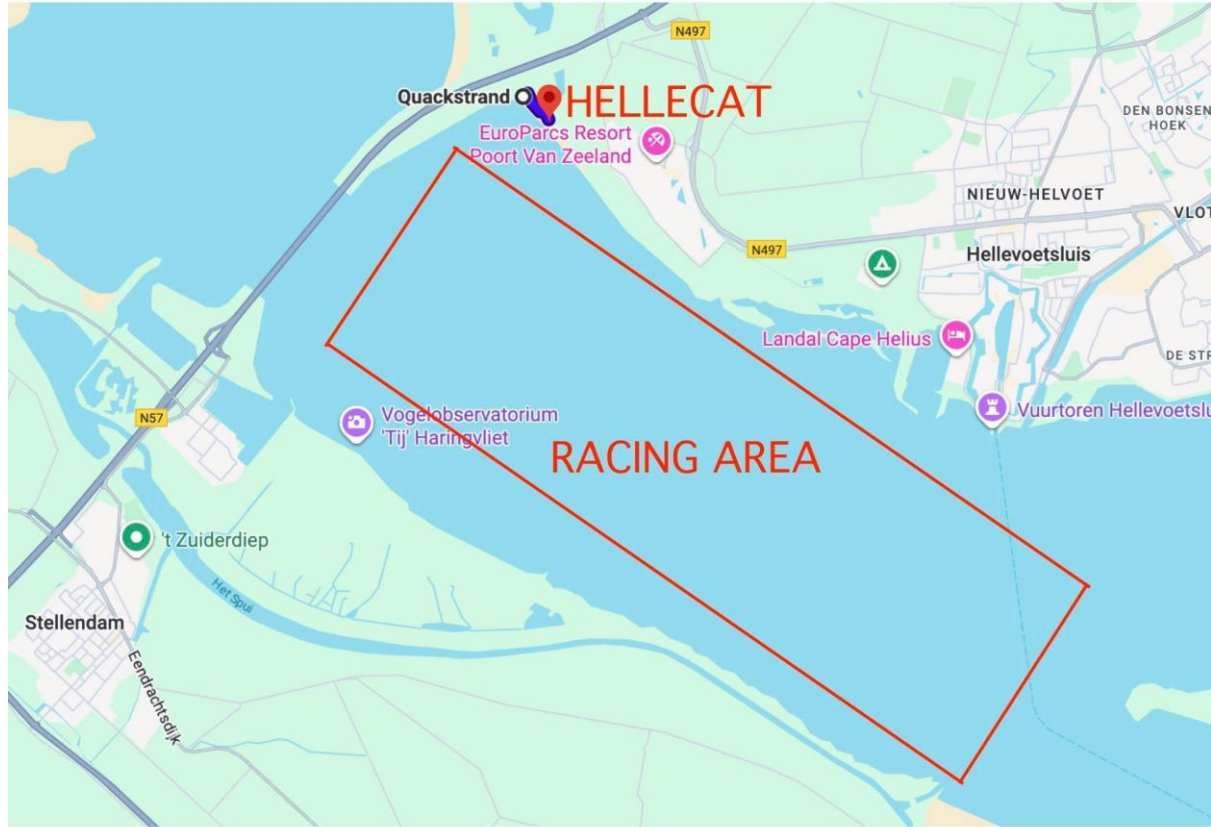 N497
Quackstrand
HELLECAT
EuroParcs Resort
Poort Van Zeeland
DEN BONSEN
HOEK
NIEUW-HELVOET
VLOT
N497
Hellevoetsluis
Landal Cape Helius
DE STR
N57
Vogelobservatorium
'Tij' Haringvliet
Vuurtoren Hellevoetslu
RACING AREA
't Zuiderdiep
Het Spui
Stellendam
Eendrachtsdijk